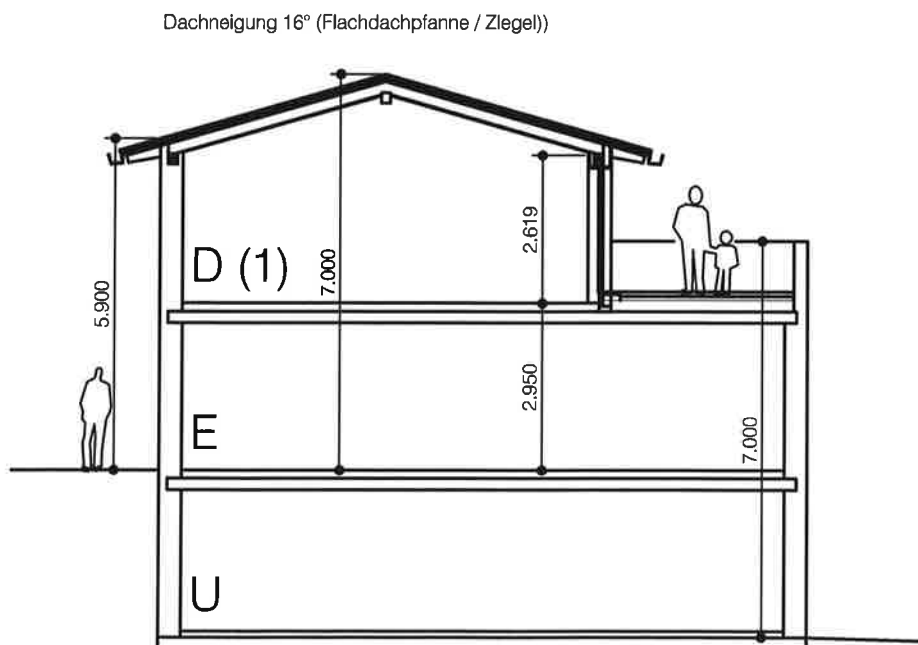 Dachneigung 16° (Flachdachpfanne / ZIegel))
5.900
D (1)
7.000
2.619
2.950
7.000
E
U